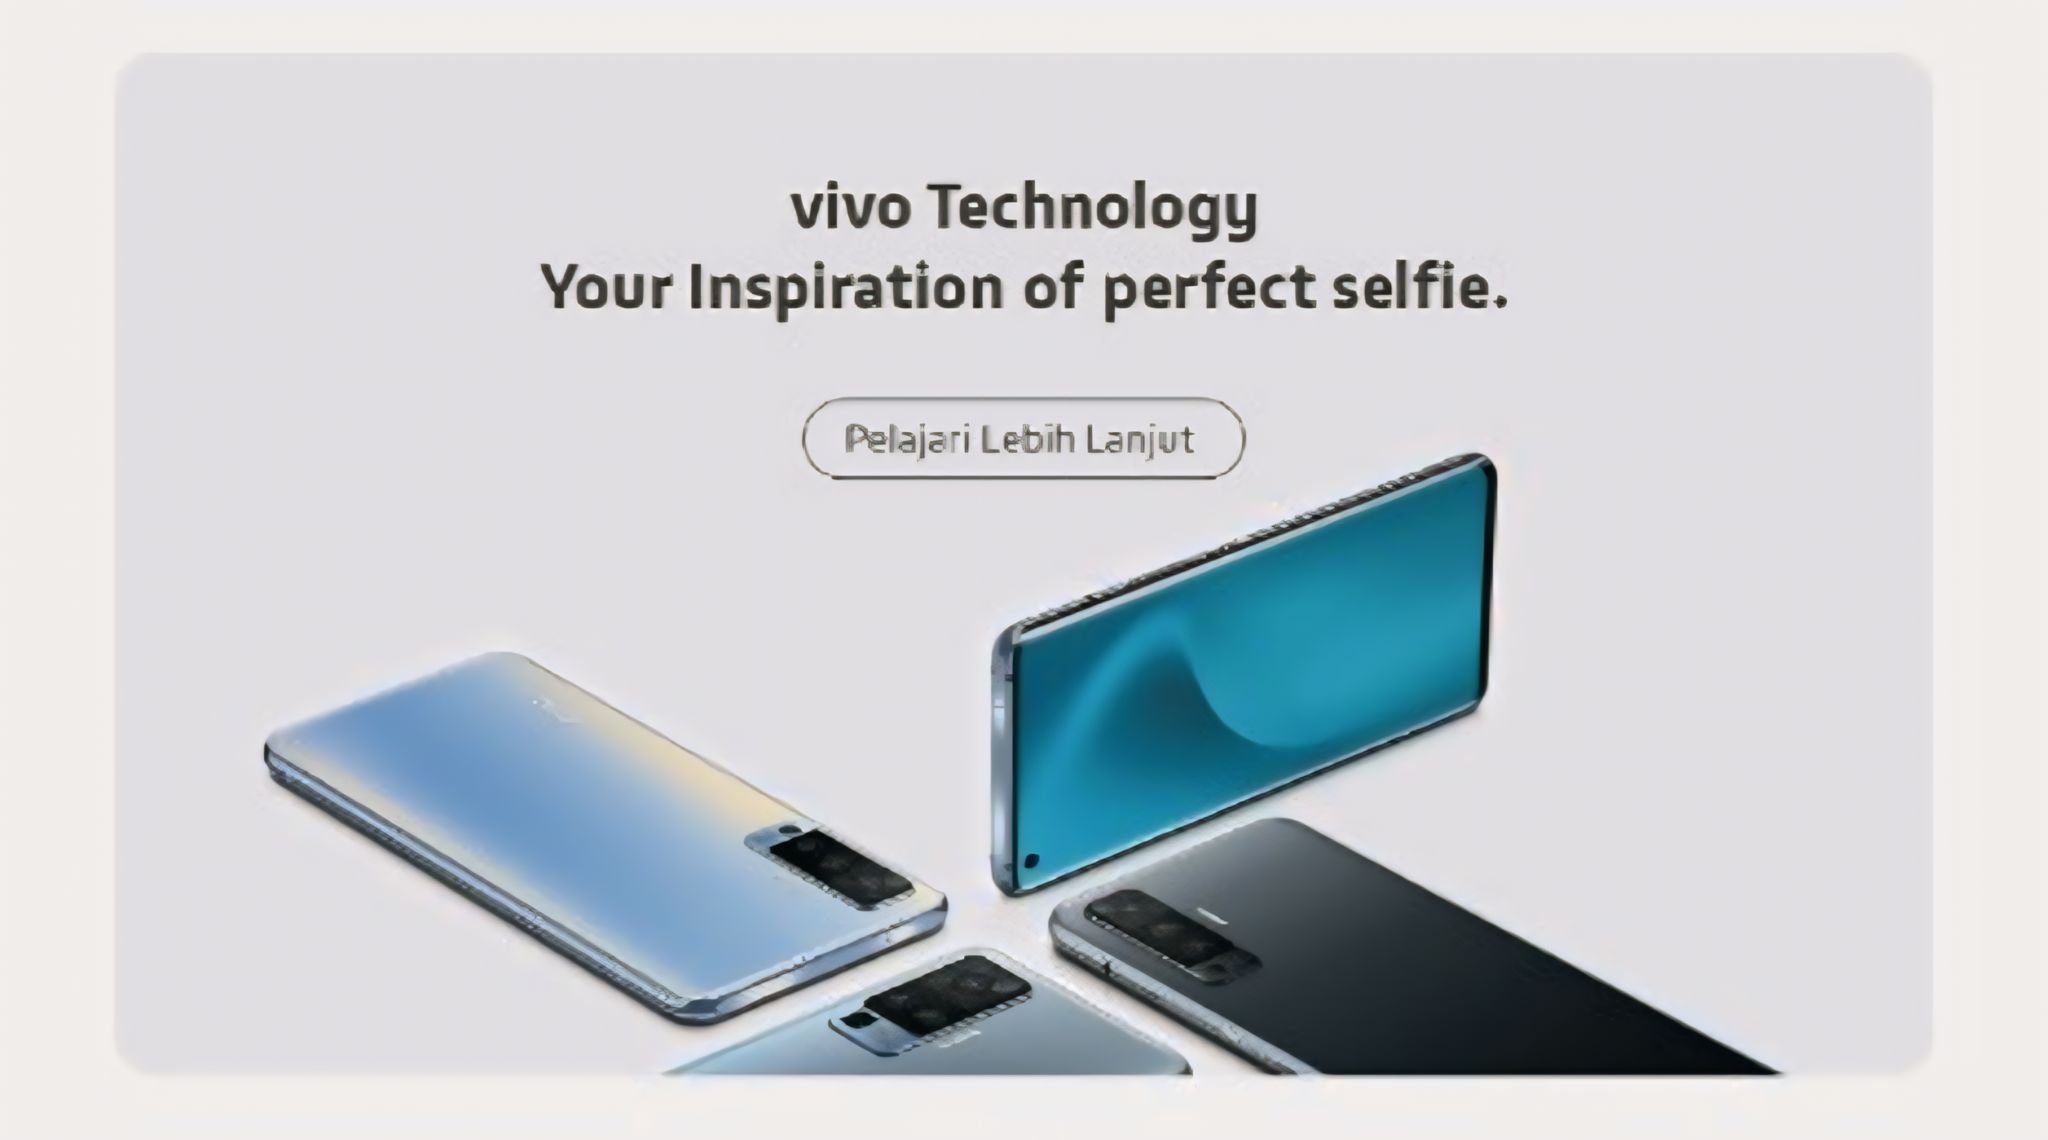 vivo Technology
Your Inspiration of perfect selfie.
Pelajari Lebih Lanjut